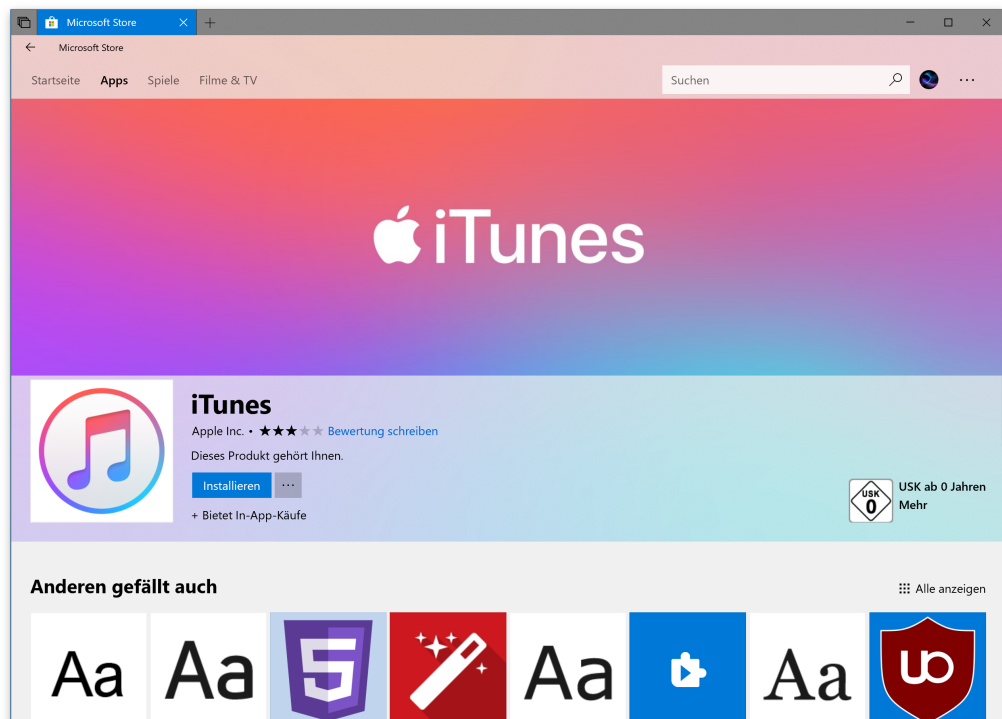 Microsoft Store
Microsoft Store
Startseite Apps Spiele Filme & TV Suchen
iTunes
iTunes
Apple Inc. • ★★★★★ Bewertung schreiben
Dieses Produkt gehört Ihnen.
Installieren ...
+ Bietet In-App-Käufe
USK
0
USK ab 0 Jahren
Mehr
Anderen gefällt auch Alle anzeigen
Aa Aa 5 Aa Aa uo